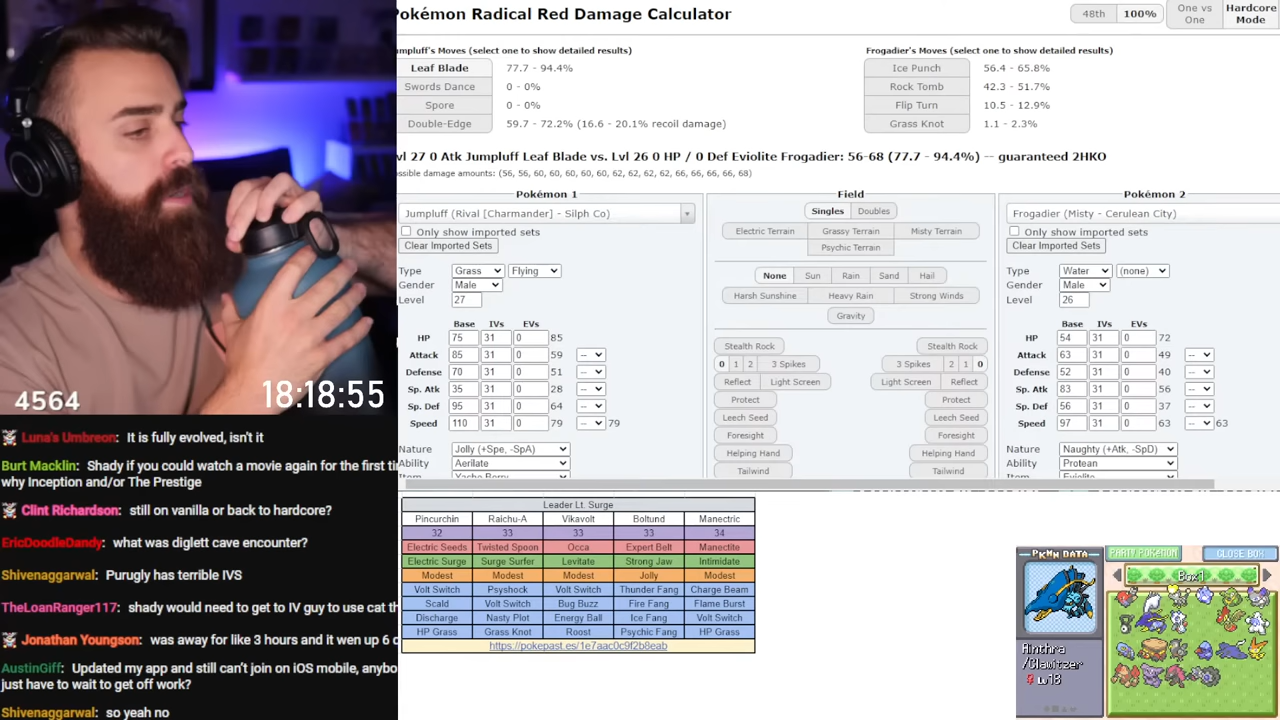 Pokémon Radical Red Damage Calculator
48th 100% One vs One Hardcore Mode
Jumpluff's Moves (select one to show detailed results)
Leaf Blade 77.7 - 94.4%
Swords Dance 0 - 0%
Spore 0 - 0%
Double-Edge 59.7 - 72.2% (16.6 - 20.1% recoil damage)
Frogadier's Moves (select one to show detailed results)
Ice Punch 56.4 - 65.8%
Rock Tomb 42.3 - 51.7%
Flip Turn 10.5 - 12.9%
Grass Knot 1.1 - 2.3%
Lvl 27 0 Atk Jumpluff Leaf Blade vs. Lvl 26 0 HP / 0 Def Eviolite Frogadier: 56-68 (77.7 - 94.4%) -- guaranteed 2HKO
possible damage amounts: (56, 56, 60, 60, 60, 60, 60, 62, 62, 62, 62, 66, 66, 66, 66, 68)
Pokémon 1
Jumpluff (Rival [Charmander] - Silph Co)
Only show imported sets
Clear Imported Sets
Type Grass Flying
Gender Male
Level 27
Base IVs EVs
HP 75 31 0 85
Attack 85 31 0 59 --
Defense 70 31 0 51 --
Sp. Atk 35 31 0 28 --
Sp. Def 95 31 0 64 --
Speed 110 31 0 79 -- 79
Nature Jolly (+Spe, -SpA)
Ability Aerilate
Item Yache Berry
Field
Singles Doubles
Electric Terrain Grassy Terrain Misty Terrain
Psychic Terrain
None Sun Rain Sand Hail
Harsh Sunshine Heavy Rain Strong Winds
Gravity
Stealth Rock Stealth Rock
0 1 2 3 Spikes 3 Spikes 2 1 0
Reflect Light Screen Light Screen Reflect
Protect Protect
Leech Seed Leech Seed
Foresight Foresight
Helping Hand Helping Hand
Tailwind Tailwind
Pokémon 2
Frogadier (Misty - Cerulean City)
Only show imported sets
Clear Imported Sets
Type Water (none)
Gender Male
Level 26
Base IVs EVs
HP 54 31 0 72
Attack 63 31 0 49 --
Defense 52 31 0 40 --
Sp. Atk 83 31 0 56 --
Sp. Def 56 31 0 37 --
Speed 97 31 0 63 -- 63
Nature Naughty (+Atk, -SpD)
Ability Protean
Item Eviolite
4564
18:18:55
Luna's Umbreon: It is fully evolved, isn't it
Burt Macklin: Shady if you could watch a movie again for the first ti
why Inception and/or The Prestige
Clint Richardson: still on vanilla or back to hardcore?
EricDoodleDandy: what was diglett cave encounter?
Shivenaggarwal: Purugly has terrible IVS
TheLoanRanger117: shady would need to get to IV guy to use cat th
Jonathan Youngson: was away for like 3 hours and it wen up 6 c
AustinGiff: Updated my app and still can't join on iOS mobile, anybo
just have to wait to get off work?
Shivenaggarwal: so yeah no
Leader Lt. Surge
Pincurchin Raichu-A Vikavolt Boltund Manectric
32 33 33 33 34
Electric Seeds Twisted Spoon Occa Expert Belt Manectite
Electric Surge Surge Surfer Levitate Strong Jaw Intimidate
Modest Modest Modest Jolly Modest
Volt Switch Psyshock Volt Switch Thunder Fang Charge Beam
Scald Volt Switch Bug Buzz Fire Fang Flame Burst
Discharge Nasty Plot Energy Ball Ice Fang Volt Switch
HP Grass Grass Knot Roost Psychic Fang HP Grass
https://pokepast.es/1e7aac0c9f2b8eab
PKMN DATA PARTY POKéMON CLOSE BOX
Box1
/Clawitzer
♀ Lv18